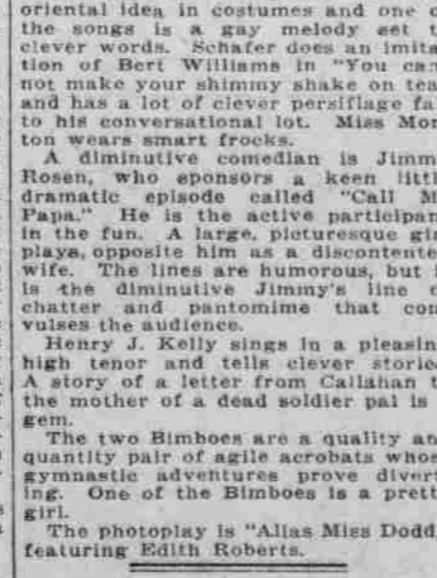 oriental idea in costumes and one o
the songs is a gay melody set t
clever words. Schafer does an imita
tion of Bert Williams in "You can
not make your shimmy shake on tea
and has a lot of clever persiflage fa
to his conversational lot. Miss Mor
ton wears smart frocks.
A diminutive comedian is Jimm
Rosen, who sponsors a keen littl
dramatic episode called "Call M
Papa." He is the active participan
in the fun. A large, picturesque gi
plays, opposite him as a discontente
wife. The lines are humorous, but i
is the diminutive Jimmy's line o
chatter and pantomime that con
vulses the audience.
Henry J. Kelly sings in a pleasin
high tenor and tells clever stories
A story of a letter from Callahan t
the mother of a dead soldier pal is
gem.
The two Bimboes are a quality an
quantity pair of agile acrobats whos
gymnastic adventures prove divert
ing. One of the Bimboes is a prett
girl.
The photoplay is "Alias Miss Dodd,
featuring Edith Roberts.